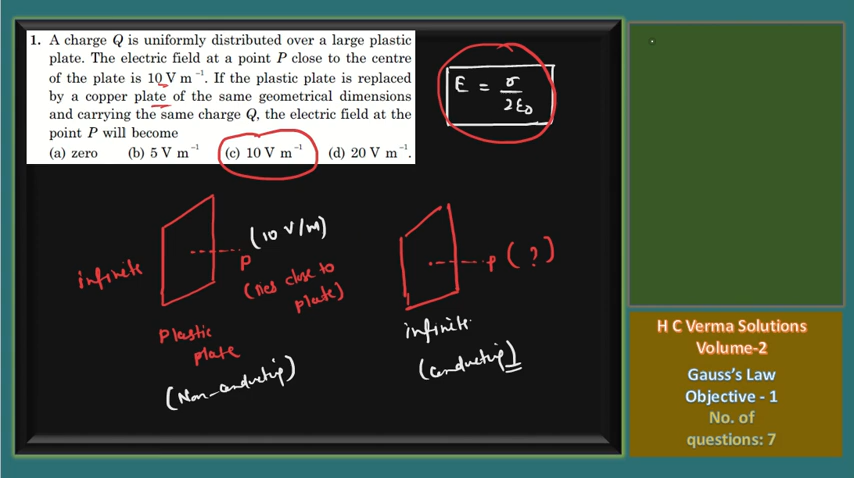 1. A charge Q is uniformly distributed over a large plastic
plate. The electric field at a point P close to the centre
of the plate is 10 V m⁻¹. If the plastic plate is replaced
by a copper plate of the same geometrical dimensions
and carrying the same charge Q, the electric field at the
point P will become
(a) zero (b) 5 V m⁻¹ (c) 10 V m⁻¹ (d) 20 V m⁻¹.
E = σ/2ε₀
infinite
(10 V/m)
P
(lies close to
plate)
Plastic
plate
(Non-conducting)
P (?)
infinite
(conducting)
H C Verma Solutions
Volume-2
Gauss's Law
Objective - 1
No. of
questions: 7